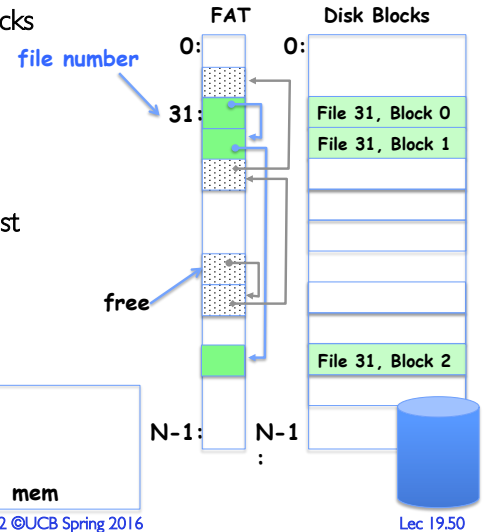 FAT Disk Blocks
cks
0: 0:
file number
31: File 31, Block 0
File 31, Block 1
st
free
File 31, Block 2
N-1: N-1
:
mem
2 ©UCB Spring 2016 Lec 19.50